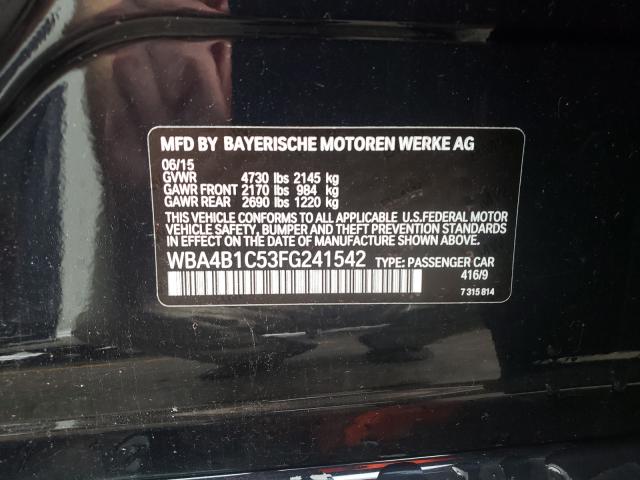 MFD BY BAYERISCHE MOTOREN WERKE AG
06/15
GVWR 4730 lbs 2145 kg
GAWR FRONT 2170 lbs 984 kg
GAWR REAR 2690 lbs 1220 kg
THIS VEHICLE CONFORMS TO ALL APPLICABLE U.S.FEDERAL MOTOR
VEHICLE SAFETY, BUMPER AND THEFT PREVENTION STANDARDS
IN EFFECT ON THE DATE OF MANUFACTURE SHOWN ABOVE.
WBA4B1C53FG241542 TYPE: PASSENGER CAR
416/9
7 315 814